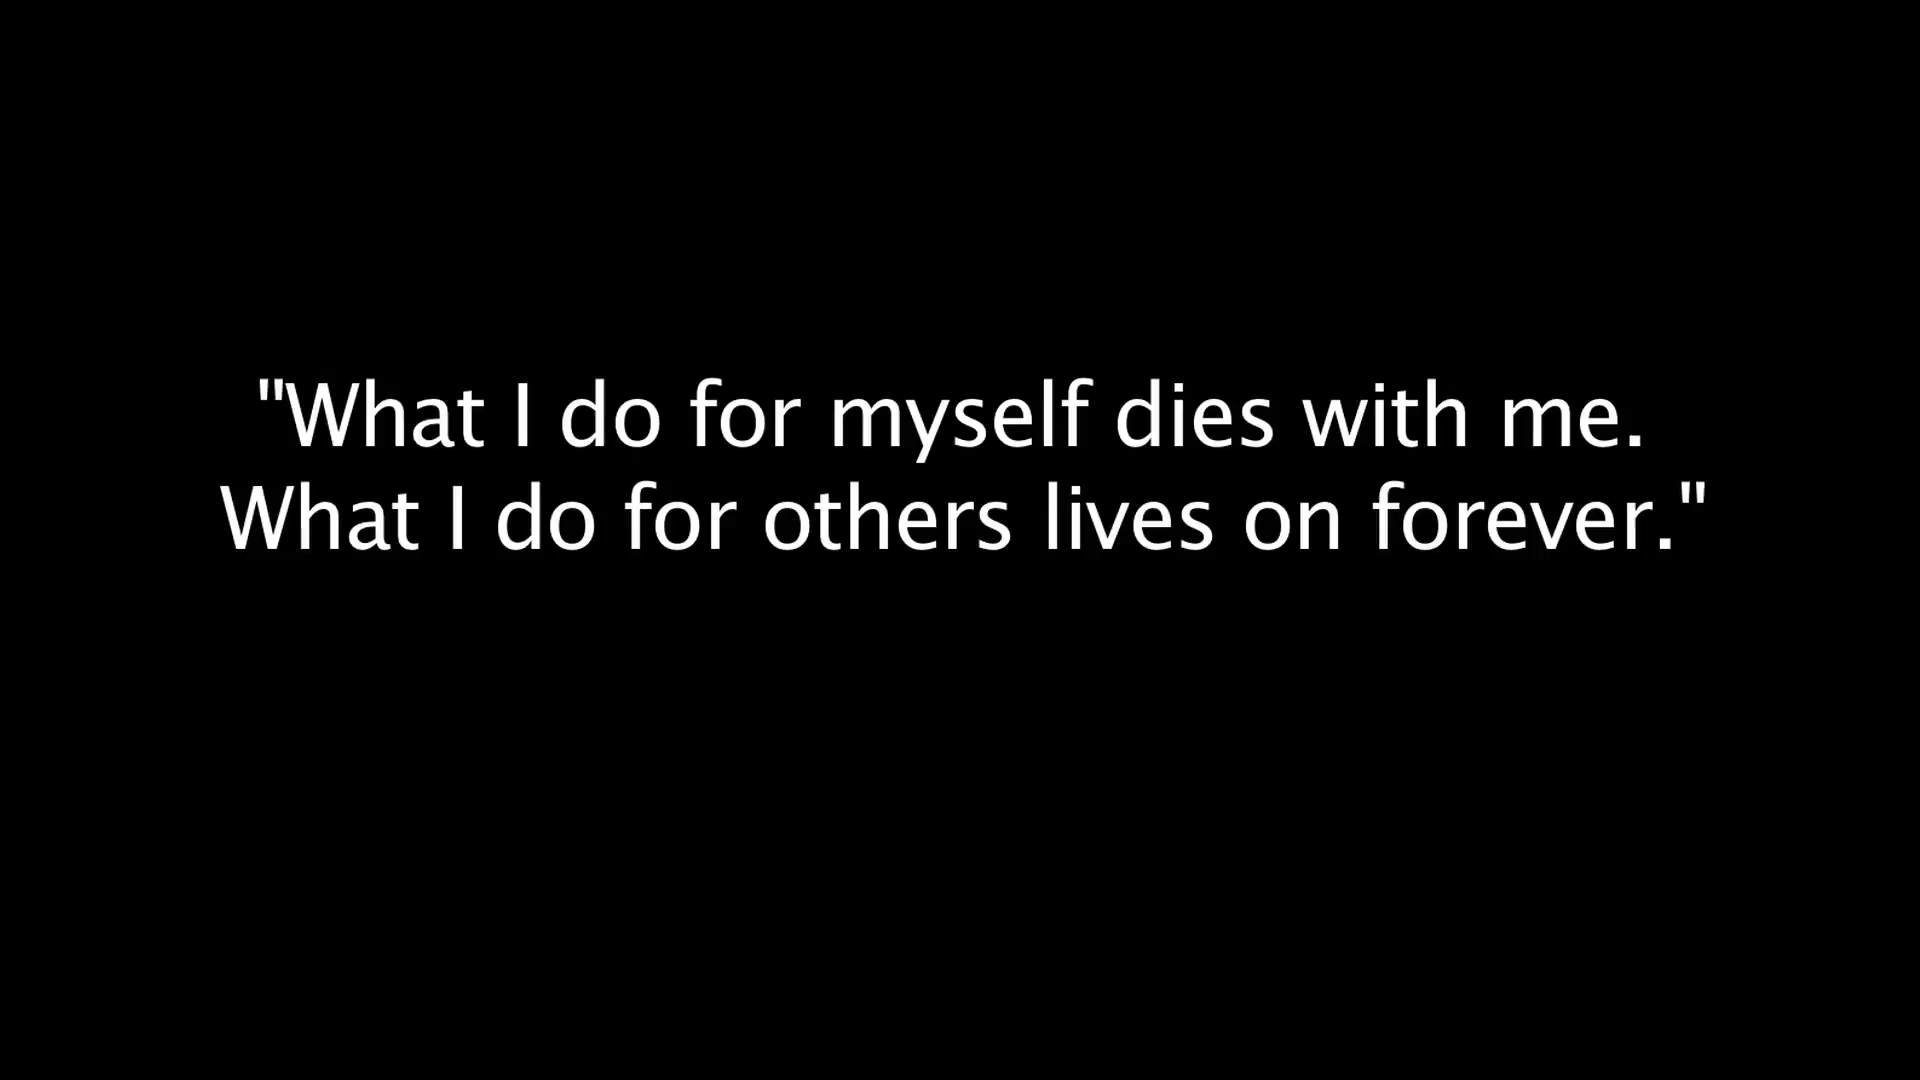 "What I do for myself dies with me.
What I do for others lives on forever."